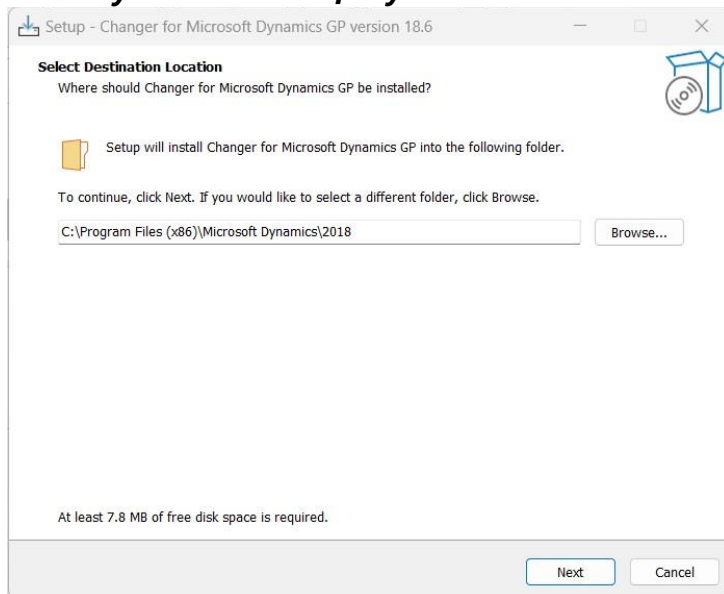 Setup - Changer for Microsoft Dynamics GP version 18.6
Select Destination Location
Where should Changer for Microsoft Dynamics GP be installed?
Setup will install Changer for Microsoft Dynamics GP into the following folder.
To continue, click Next. If you would like to select a different folder, click Browse.
C:\Program Files (x86)\Microsoft Dynamics\2018
Browse...
At least 7.8 MB of free disk space is required.
Next
Cancel